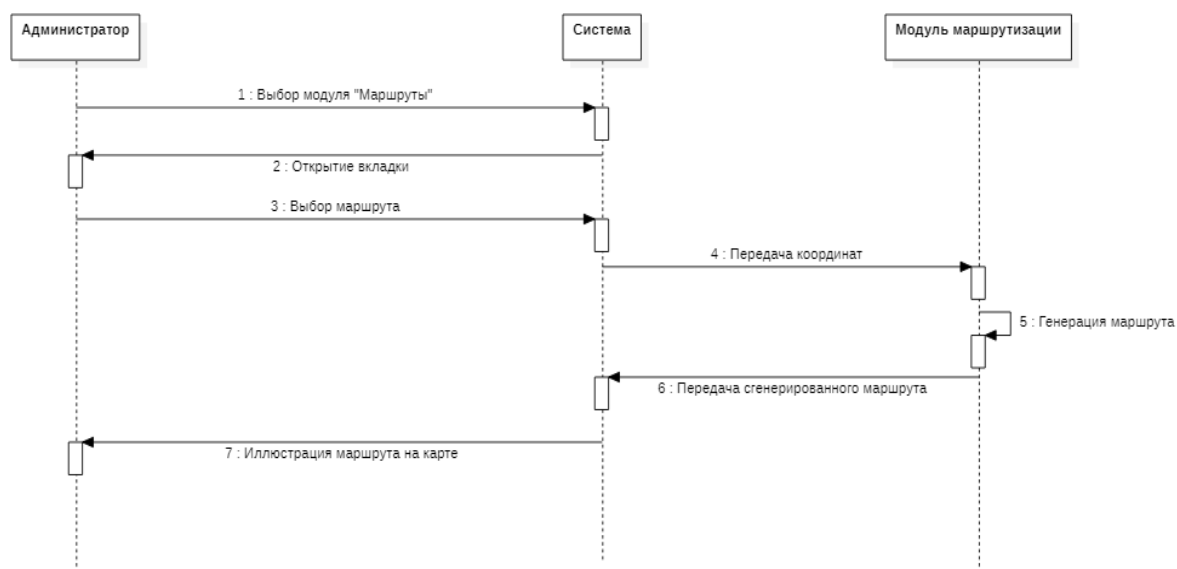 Администратор
Система
Модуль маршрутизации
1 : Выбор модуля "Маршруты"
2 : Открытие вкладки
3 : Выбор маршрута
4 : Передача координат
5 : Генерация маршрута
6 : Передача сгенерированного маршрута
7 : Иллюстрация маршрута на карте